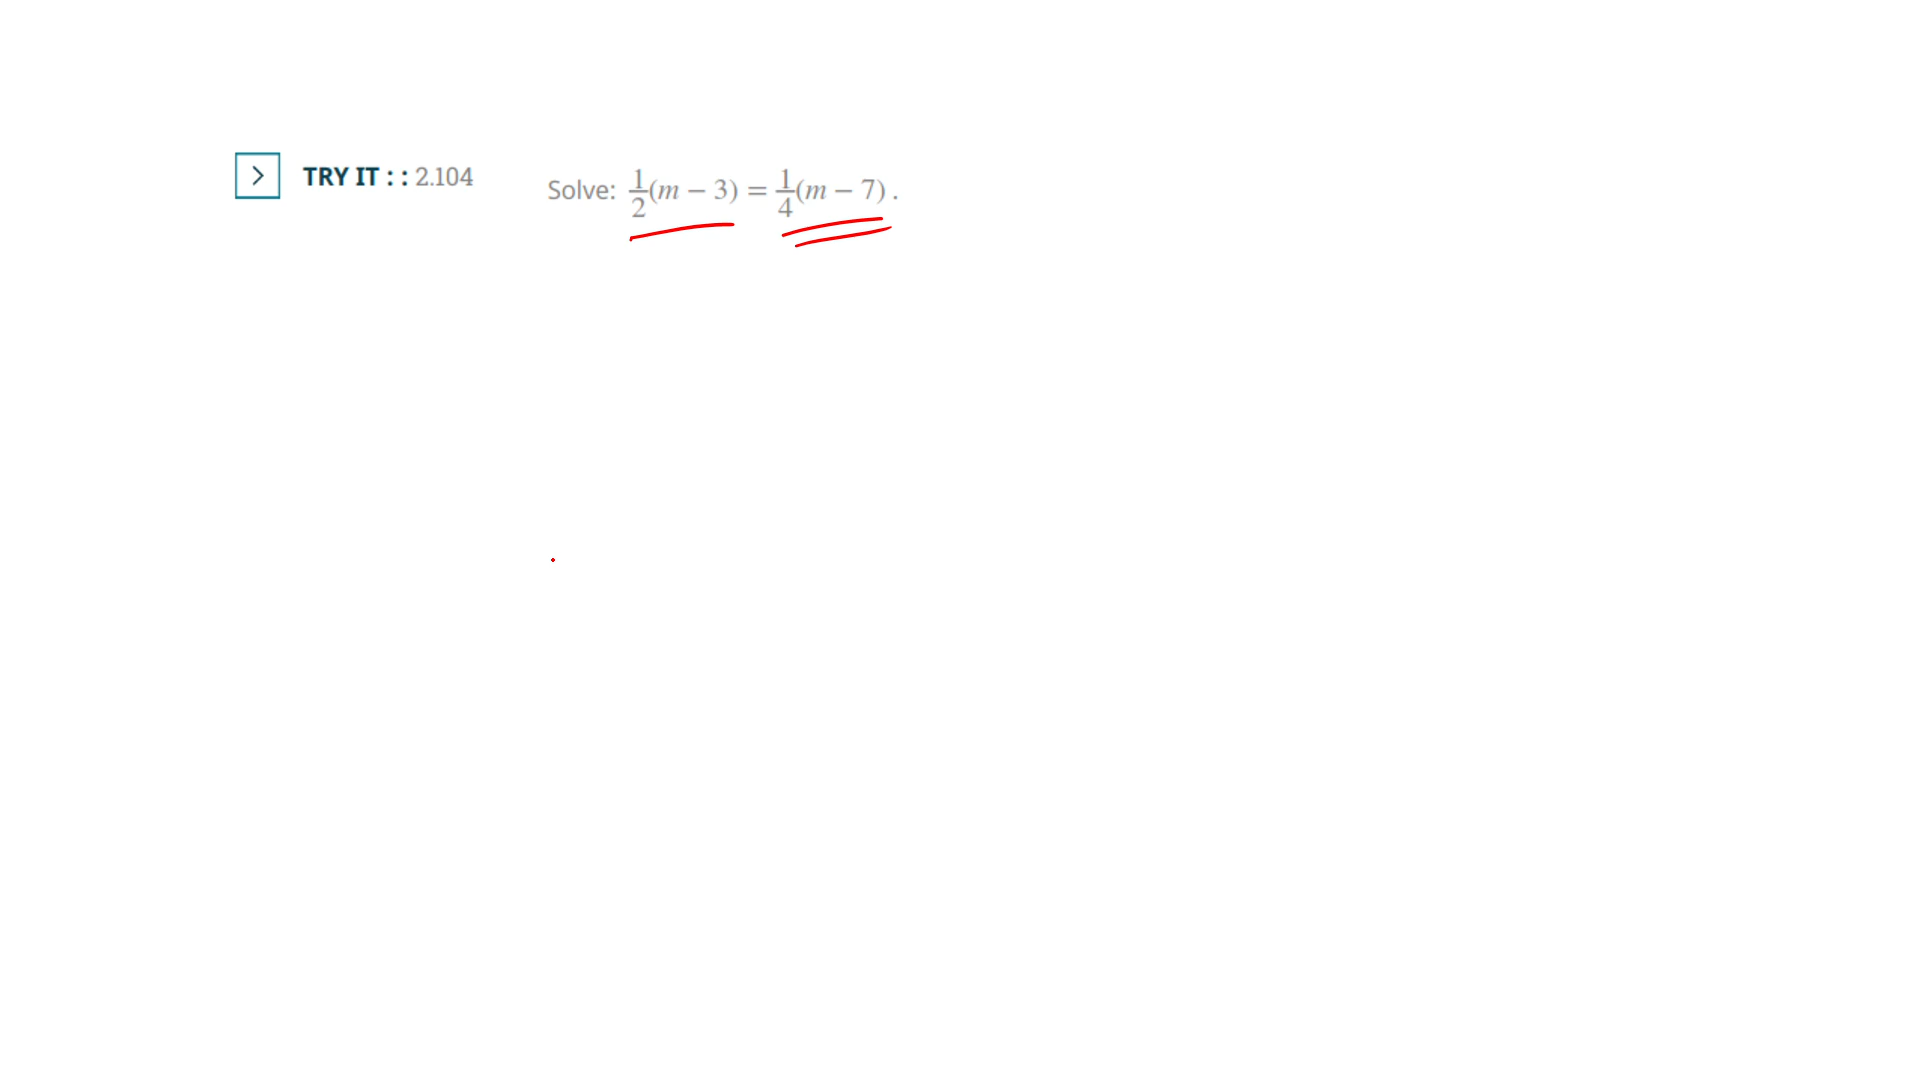 > TRY IT : : 2.104 Solve: 1/2(m − 3) = 1/4(m − 7) .